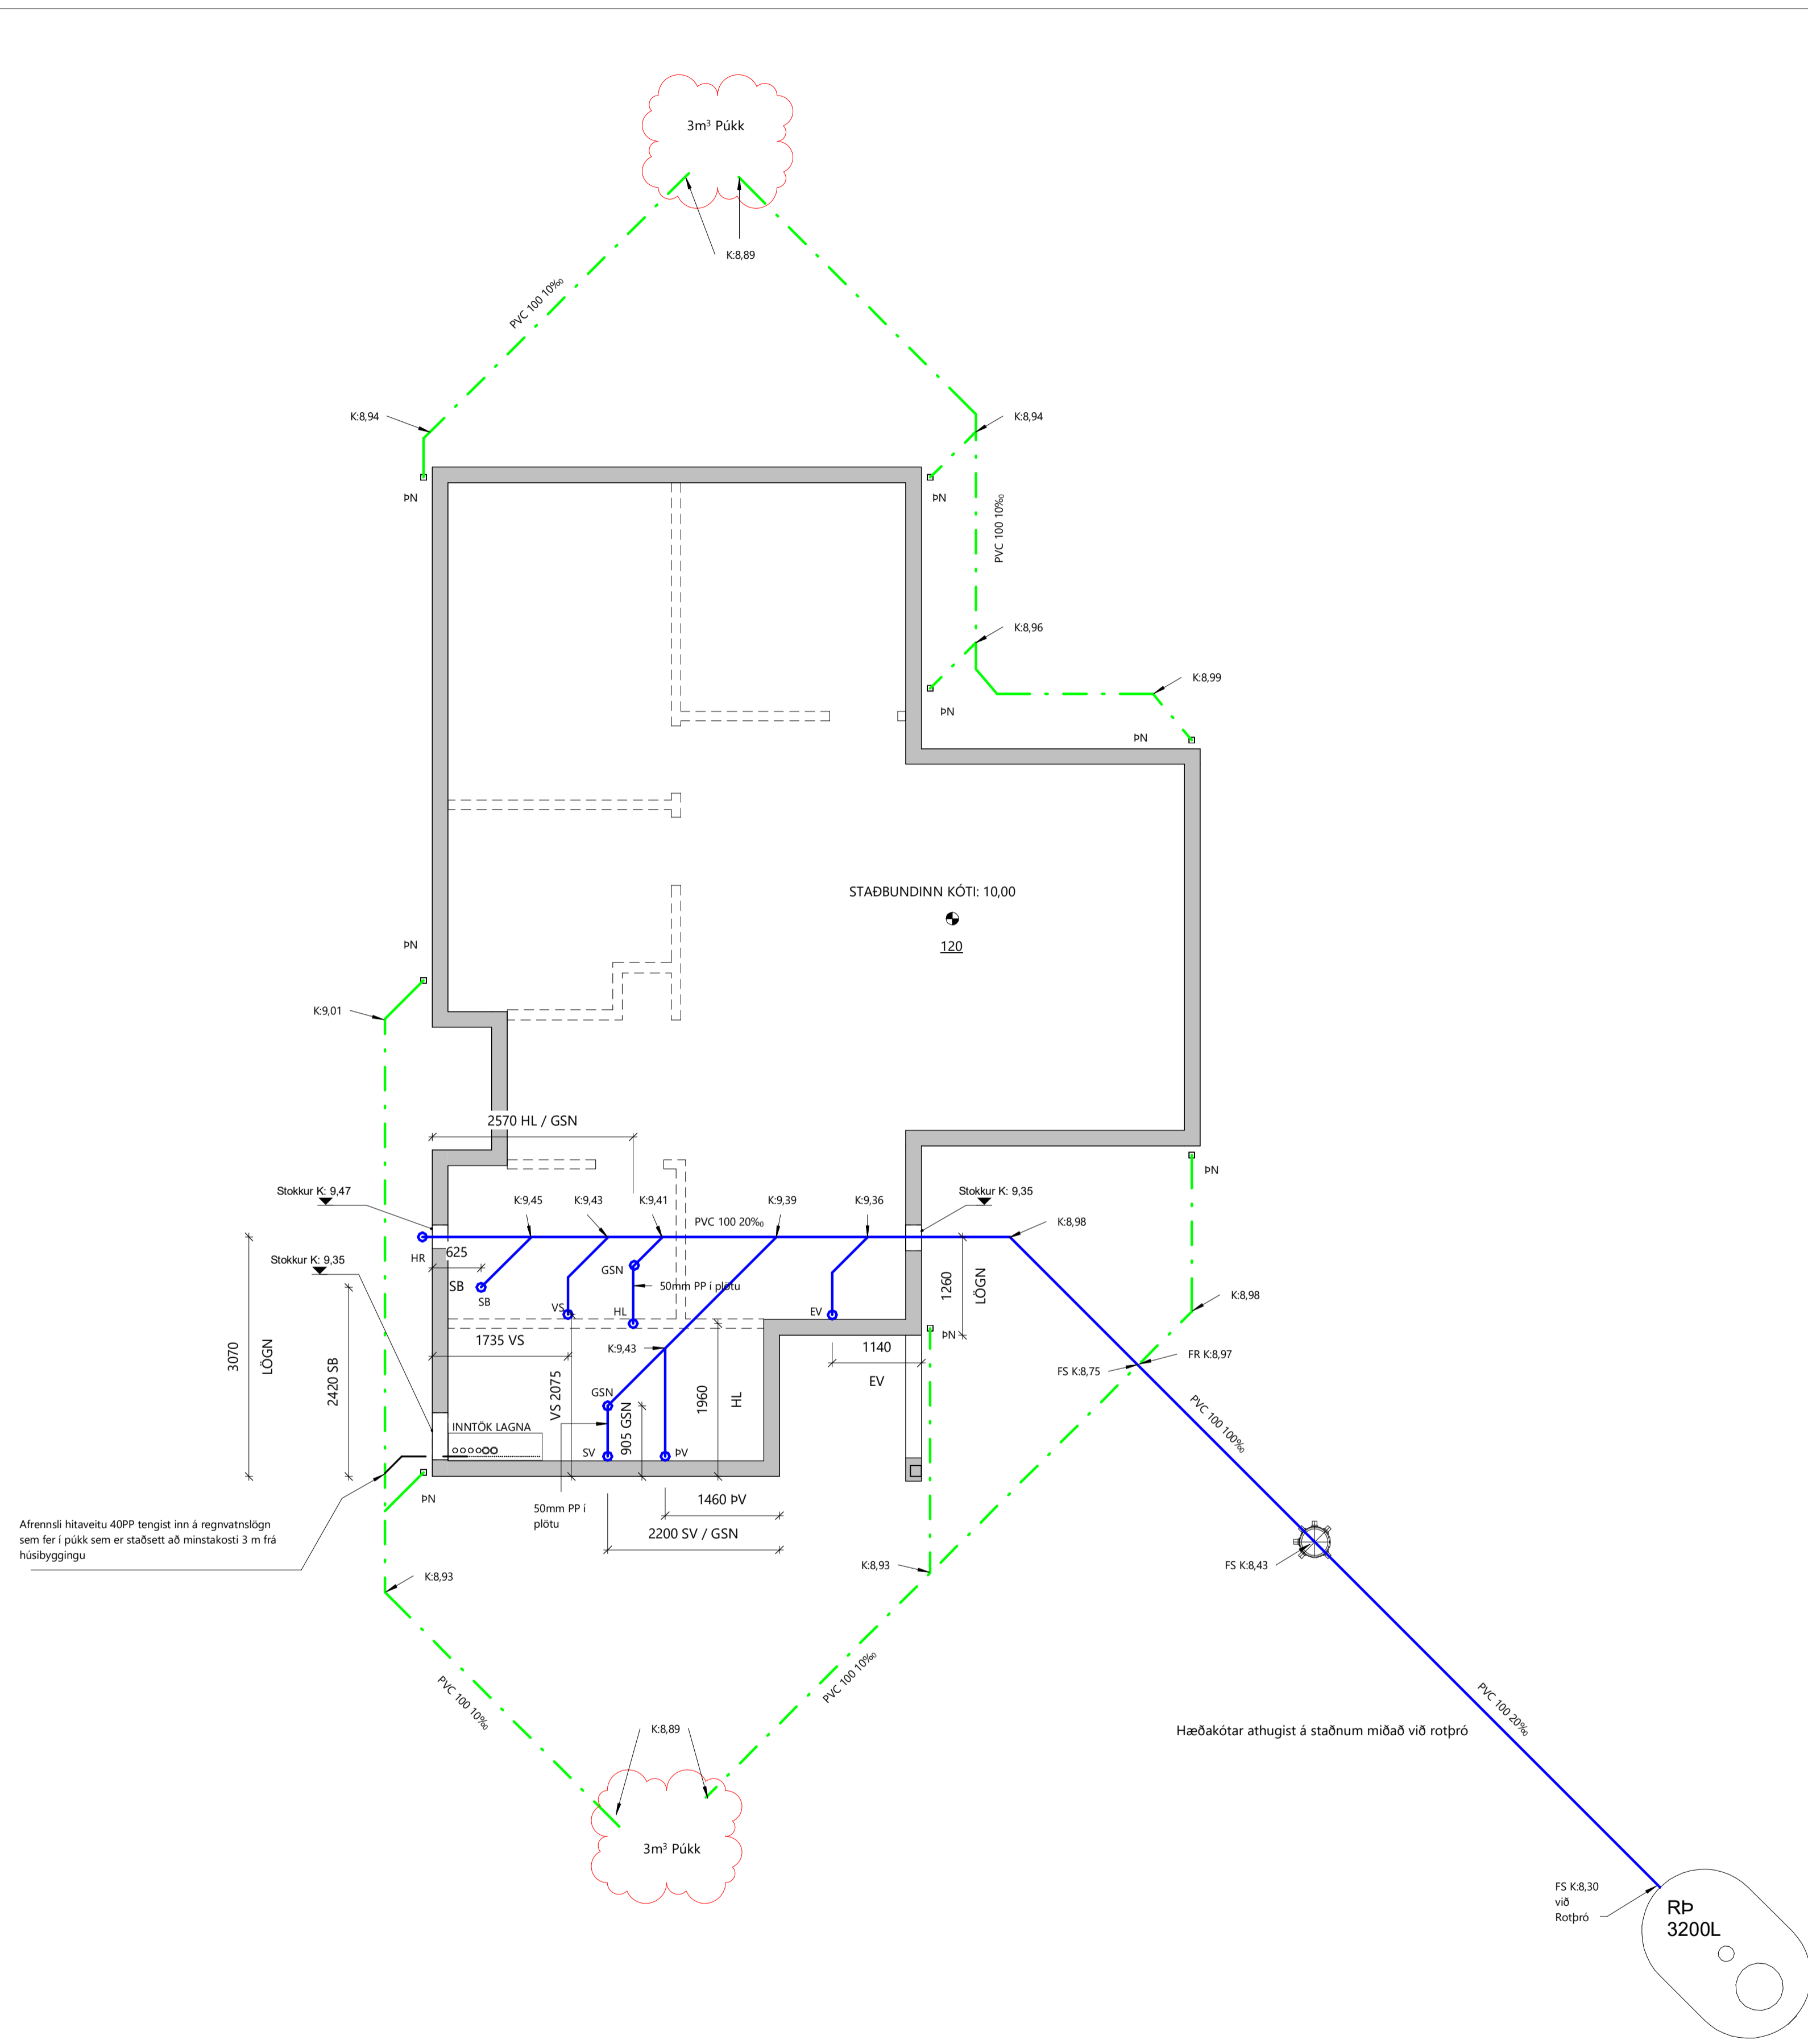 3m³ Púkk
K:8,89
PVC 100 10‰
K:8,94
K:8,94
ÞN
ÞN
PVC 100 10‰
K:8,96
K:8,99
ÞN
ÞN
STAÐBUNDINN KÓTI: 10,00
120
ÞN
K:9,01
2570 HL / GSN
ÞN
Stokkur K: 9,47
K:9,45
K:9,43
K:9,41
K:9,39
K:9,36
Stokkur K: 9,35
PVC 100 20‰
K:8,98
HR
625
Stokkur K: 9,35
GSN
SB
SB
50mm PP í plötu
1260
LÖGN
K:8,98
VS
HL
EV
ÞN
3070
LÖGN
2420 SB
1735 VS
K:9,43
1140
EV
FR K:8,97
FS K:8,75
VS 2075
GSN
905 GSN
1960
HL
PVC 100 100‰
INNTÖK LAGNA
SV
ÞV
ÞN
1460 ÞV
50mm PP í
plötu
2200 SV / GSN
Afrennsli hitaveitu 40PP tengist inn á regnvatnslögn
sem fer í púkk sem er staðsett að minstakosti 3 m frá
húsibyggingu
K:8,93
K:8,93
FS K:8,43
PVC 100 10‰
PVC 100 10‰
PVC 100 20‰
K:8,89
Hæðakótar athugist á staðnum miðað við rotþró
3m³ Púkk
FS K:8,30
við
Rotþró
RÞ
3200L